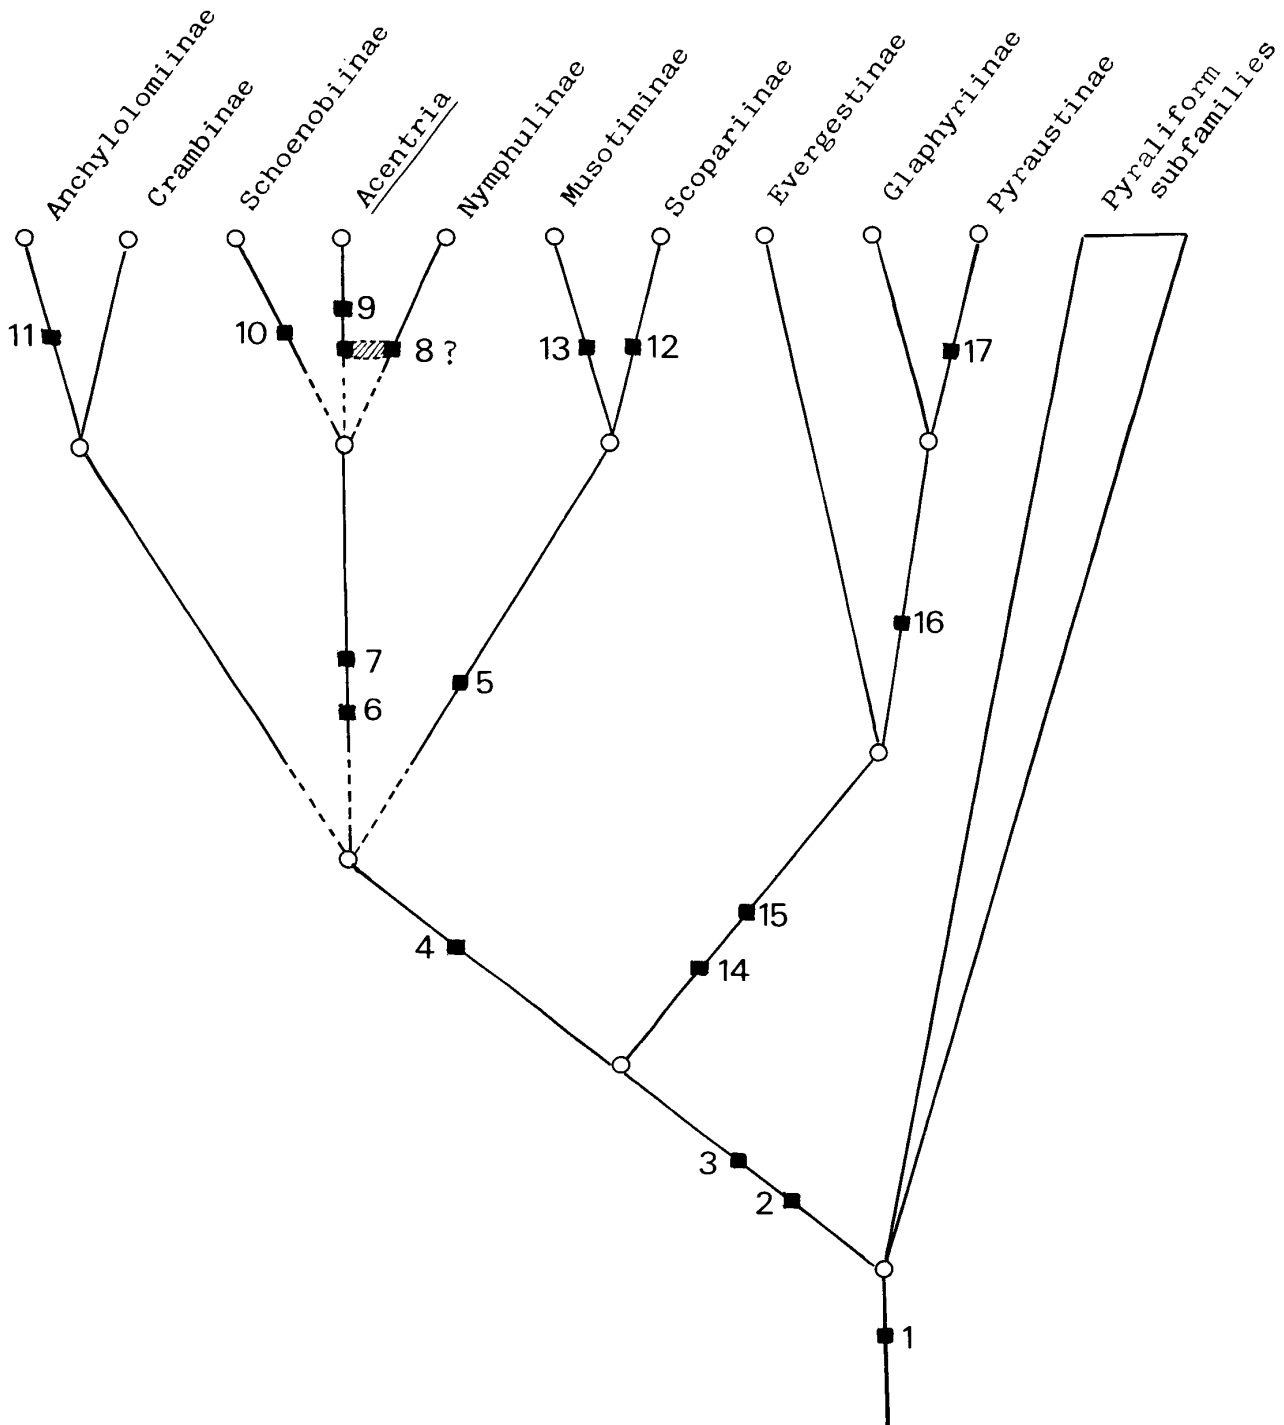 Anchylolomiinae
Crambinae
Schoenobiinae
Acentria
Nymphulinae
Musotiminae
Scopariinae
Evergestinae
Glaphyriinae
Pyraustinae
Pyraliform
subfamilies
11
10
9
8 ?
13
12
17
16
7
6
5
15
14
4
3
2
1